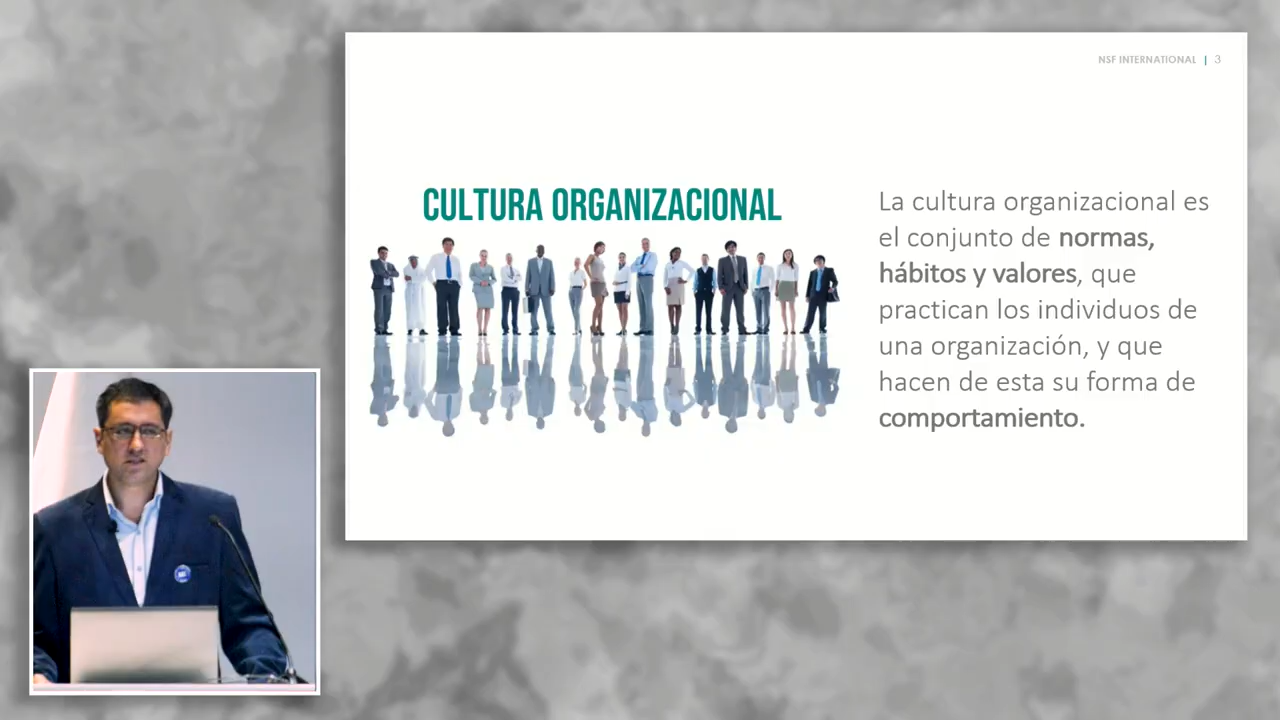 NSF INTERNATIONAL | 3
CULTURA ORGANIZACIONAL
La cultura organizacional es
el conjunto de normas,
hábitos y valores, que
practican los individuos de
una organización, y que
hacen de esta su forma de
comportamiento.